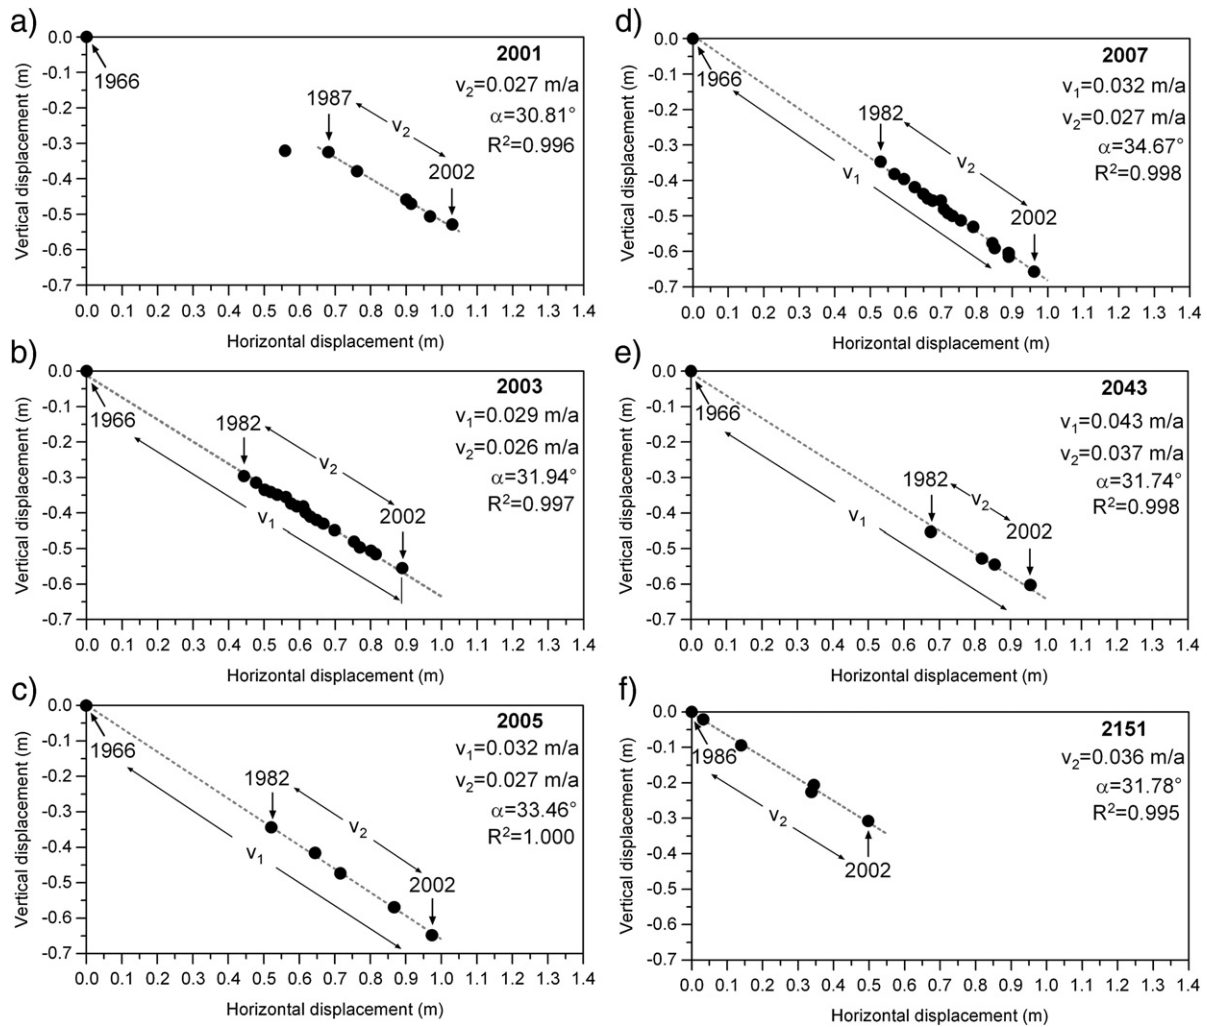 a)
2001
v2=0.027 m/a
α=30.81°
R2=0.996
1966
1987
v2
2002
0.0
-0.1
-0.2
-0.3
-0.4
-0.5
-0.6
-0.7
Vertical displacement (m)
0.0 0.1 0.2 0.3 0.4 0.5 0.6 0.7 0.8 0.9 1.0 1.1 1.2 1.3 1.4
Horizontal displacement (m)
d)
2007
v1=0.032 m/a
v2=0.027 m/a
α=34.67°
R2=0.998
1966
1982
v2
v1
2002
0.0
-0.1
-0.2
-0.3
-0.4
-0.5
-0.6
-0.7
Vertical displacement (m)
0.0 0.1 0.2 0.3 0.4 0.5 0.6 0.7 0.8 0.9 1.0 1.1 1.2 1.3 1.4
Horizontal displacement (m)
b)
2003
v1=0.029 m/a
v2=0.026 m/a
α=31.94°
R2=0.997
1966
1982
v2
v1
2002
0.0
-0.1
-0.2
-0.3
-0.4
-0.5
-0.6
-0.7
Vertical displacement (m)
0.0 0.1 0.2 0.3 0.4 0.5 0.6 0.7 0.8 0.9 1.0 1.1 1.2 1.3 1.4
Horizontal displacement (m)
e)
2043
v1=0.043 m/a
v2=0.037 m/a
α=31.74°
R2=0.998
1966
1982
v2
v1
2002
0.0
-0.1
-0.2
-0.3
-0.4
-0.5
-0.6
-0.7
Vertical displacement (m)
0.0 0.1 0.2 0.3 0.4 0.5 0.6 0.7 0.8 0.9 1.0 1.1 1.2 1.3 1.4
Horizontal displacement (m)
c)
2005
v1=0.032 m/a
v2=0.027 m/a
α=33.46°
R2=1.000
1966
1982
v2
v1
2002
0.0
-0.1
-0.2
-0.3
-0.4
-0.5
-0.6
-0.7
Vertical displacement (m)
0.0 0.1 0.2 0.3 0.4 0.5 0.6 0.7 0.8 0.9 1.0 1.1 1.2 1.3 1.4
Horizontal displacement (m)
f)
2151
v2=0.036 m/a
α=31.78°
R2=0.995
1986
v2
2002
0.0
-0.1
-0.2
-0.3
-0.4
-0.5
-0.6
-0.7
Vertical displacement (m)
0.0 0.1 0.2 0.3 0.4 0.5 0.6 0.7 0.8 0.9 1.0 1.1 1.2 1.3 1.4
Horizontal displacement (m)